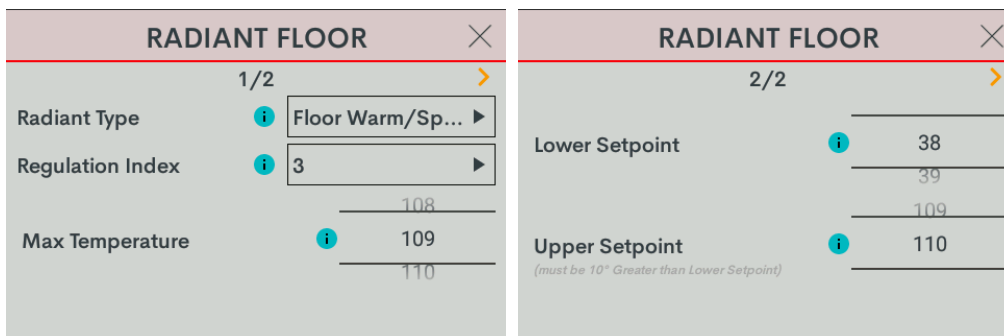 RADIANT FLOOR
1/2
Radiant Type i Floor Warm/Sp...
Regulation Index i 3
108
Max Temperature i 109
110
RADIANT FLOOR
2/2
Lower Setpoint i 38
39
109
Upper Setpoint i 110
(must be 10° Greater than Lower Setpoint)